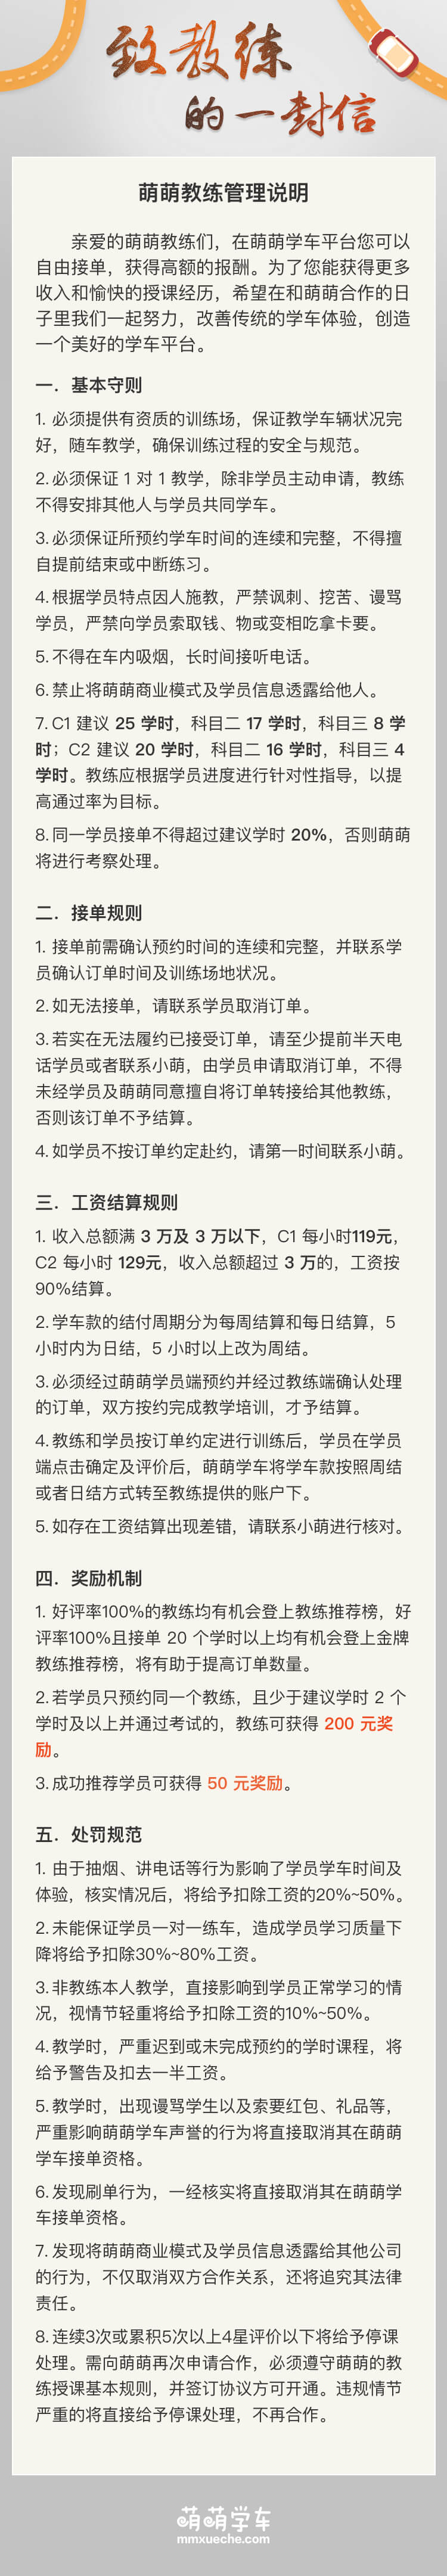 致教练
的一封信
萌萌教练管理说明
亲爱的萌萌教练们，在萌萌学车平台您可以
自由接单，获得高额的报酬。为了您能获得更多
收入和愉快的授课经历，希望在和萌萌合作的日
子里我们一起努力，改善传统的学车体验，创造
一个美好的学车平台。
一．基本守则
1. 必须提供有资质的训练场，保证教学车辆状况完
好，随车教学，确保训练过程的安全与规范。
2.必须保证 1 对 1 教学，除非学员主动申请，教练
不得安排其他人与学员共同学车。
3.必须保证所预约学车时间的连续和完整，不得擅
自提前结束或中断练习。
4.根据学员特点因人施教，严禁讽刺、挖苦、谩骂
学员，严禁向学员索取钱、物或变相吃拿卡要。
5.不得在车内吸烟，长时间接听电话。
6.禁止将萌萌商业模式及学员信息透露给他人。
7.C1 建议 25 学时，科目二 17 学时，科目三 8 学
时；C2 建议 20 学时，科目二 16 学时，科目三 4
学时。教练应根据学员进度进行针对性指导，以提
高通过率为目标。
8.同一学员接单不得超过建议学时 20%，否则萌萌
将进行考察处理。
二．接单规则
1. 接单前需确认预约时间的连续和完整，并联系学
员确认订单时间及训练场地状况。
2.如无法接单，请联系学员取消订单。
3.若实在无法履约已接受订单，请至少提前半天电
话学员或者联系小萌，由学员申请取消订单，不得
未经学员及萌萌同意擅自将订单转接给其他教练，
否则该订单不予结算。
4.如学员不按订单约定赴约，请第一时间联系小萌。
三．工资结算规则
1. 收入总额满 3 万及 3 万以下，C1 每小时119元，
C2 每小时 129元，收入总额超过 3 万的，工资按
90%结算。
2.学车款的结付周期分为每周结算和每日结算，5
小时内为日结，5 小时以上改为周结。
3.必须经过萌萌学员端预约并经过教练端确认处理
的订单，双方按约完成教学培训，才予结算。
4.教练和学员按订单约定进行训练后，学员在学员
端点击确定及评价后，萌萌学车将学车款按照周结
或者日结方式转至教练提供的账户下。
5.如存在工资结算出现差错，请联系小萌进行核对。
四．奖励机制
1. 好评率100%的教练均有机会登上教练推荐榜，好
评率100%且接单 20 个学时以上均有机会登上金牌
教练推荐榜，将有助于提高订单数量。
2.若学员只预约同一个教练，且少于建议学时 2 个
学时及以上并通过考试的，教练可获得 200 元奖
励。
3.成功推荐学员可获得 50 元奖励。
五．处罚规范
1. 由于抽烟、讲电话等行为影响了学员学车时间及
体验，核实情况后，将给予扣除工资的20%~50%。
2.未能保证学员一对一练车，造成学员学习质量下
降将给予扣除30%~80%工资。
3.非教练本人教学，直接影响到学员正常学习的情
况，视情节轻重将给予扣除工资的10%~50%。
4.教学时，严重迟到或未完成预约的学时课程，将
给予警告及扣去一半工资。
5.教学时，出现谩骂学生以及索要红包、礼品等，
严重影响萌萌学车声誉的行为将直接取消其在萌萌
学车接单资格。
6.发现刷单行为，一经核实将直接取消其在萌萌学
车接单资格。
7.发现将萌萌商业模式及学员信息透露给其他公司
的行为，不仅取消双方合作关系，还将追究其法律
责任。
8.连续3次或累积5次以上4星评价以下将给予停课
处理。需向萌萌再次申请合作，必须遵守萌萌的教
练授课基本规则，并签订协议方可开通。违规情节
严重的将直接给予停课处理，不再合作。
萌萌学车
mmxueche.com